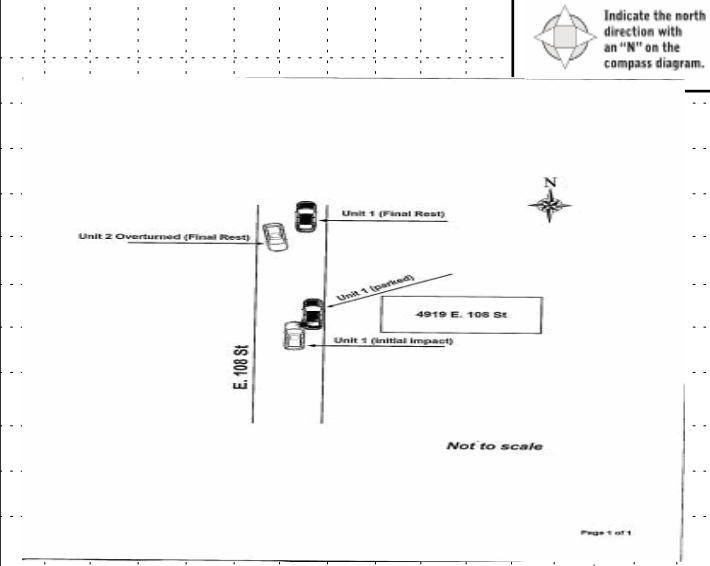 Indicate the north
direction with
an "N" on the
compass diagram.
N
Unit 1 (Final Rest)
Unit 2 Overturned (Final Rest)
Unit 1 (parked)
4919 E. 108 St
Unit 1 (initial impact)
E. 108 St
Not to scale
Page 1 of 1